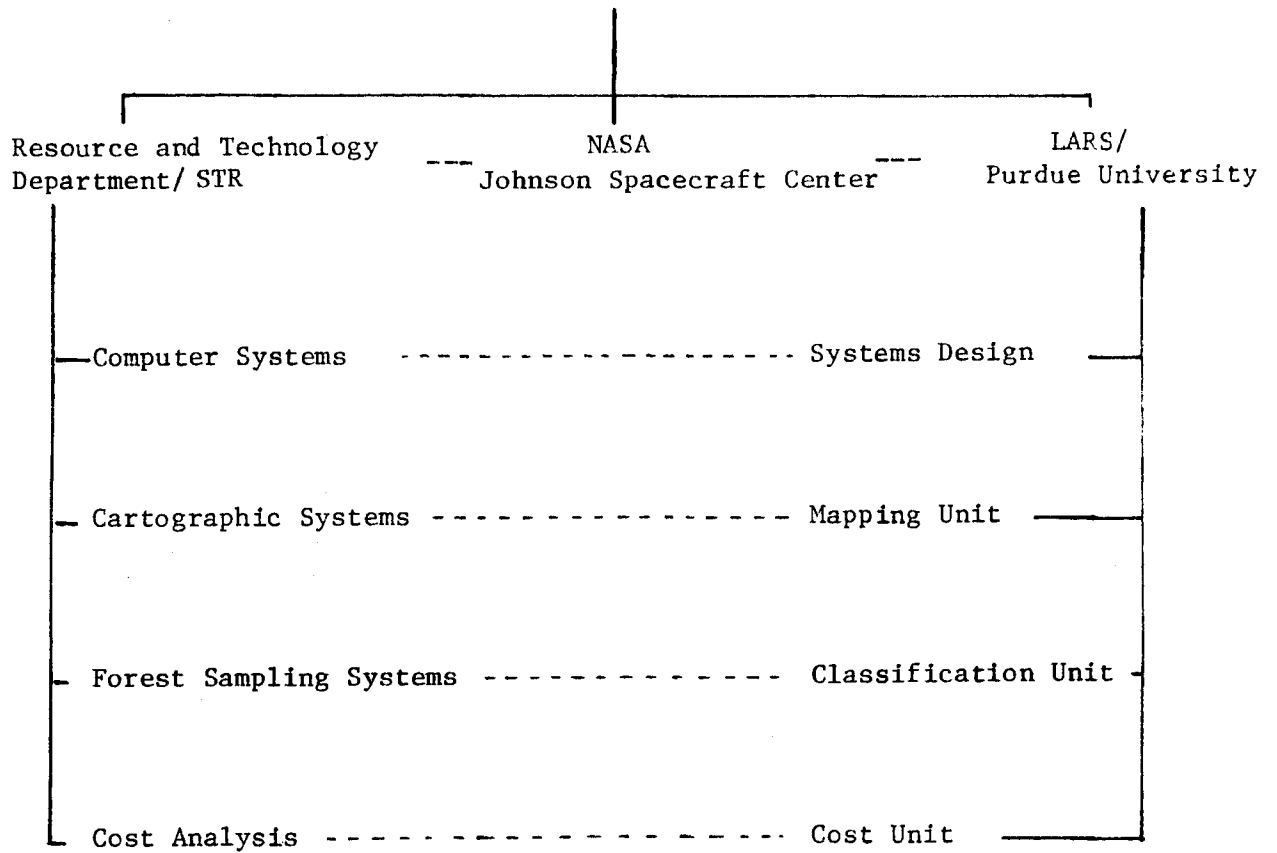 Resource and Technology
Department/ STR
NASA
Johnson Spacecraft Center
LARS/
Purdue University
Computer Systems
Systems Design
Cartographic Systems
Mapping Unit
Forest Sampling Systems
Classification Unit
Cost Analysis
Cost Unit